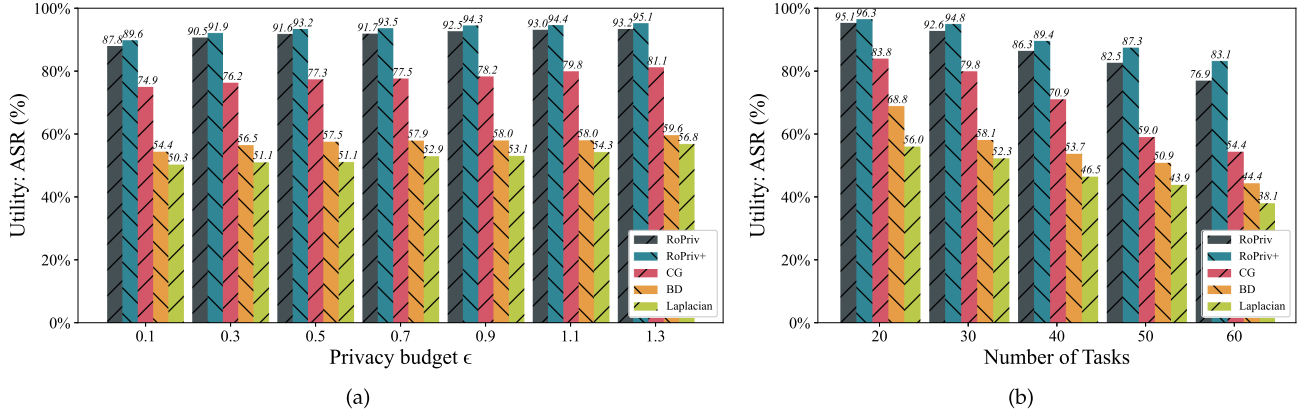 100%
80%
60%
40%
20%
0%
Utility: ASR (%)
87.8 89.6 74.9 54.4 50.3
90.5 91.9 76.2 56.5 51.1
91.6 93.2 77.3 57.5 51.1
91.7 93.5 77.5 57.9 52.9
92.5 94.3 78.2 58.0 53.1
93.0 94.4 79.8 58.0 54.3
93.2 95.1 81.1 59.6 56.8
RoPriv
RoPriv+
CG
BD
Laplacian
0.1 0.3 0.5 0.7 0.9 1.1 1.3
Privacy budget ϵ
(a)
100%
80%
60%
40%
20%
0%
Utility: ASR (%)
95.1 96.3 83.8 68.8 56.0
92.6 94.8 79.8 58.1 52.3
86.3 89.4 70.9 53.7 46.5
82.5 87.3 59.0 50.9 43.9
76.9 83.1 54.4 44.4 38.1
RoPriv
RoPriv+
CG
BD
Laplacian
20 30 40 50 60
Number of Tasks
(b)